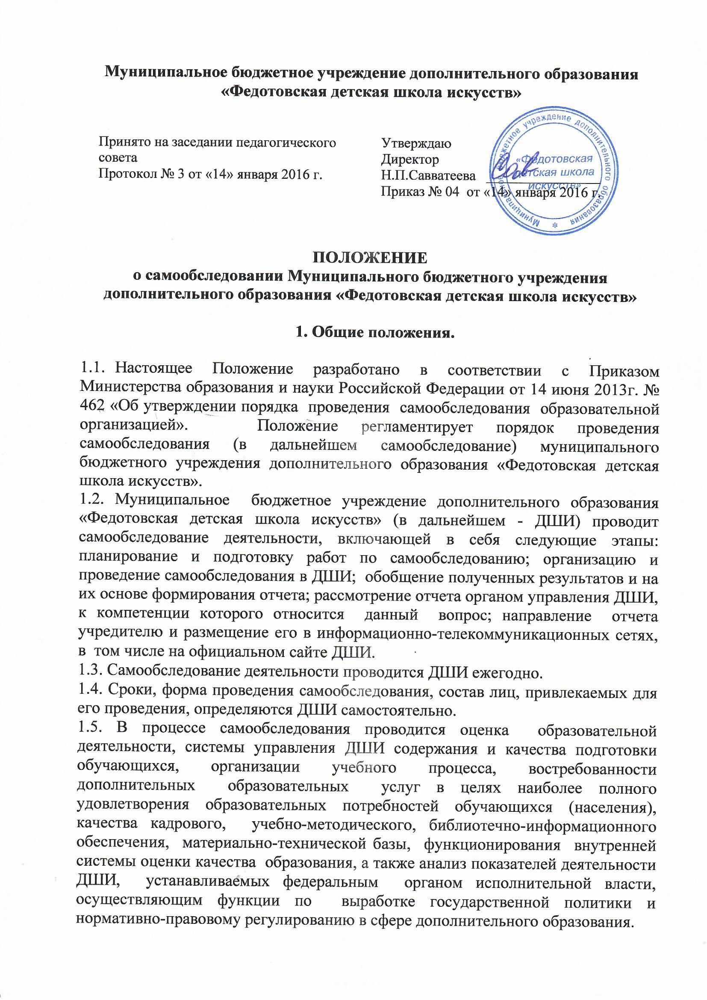 Муниципальное бюджетное учреждение дополнительного образования
«Федотовская детская школа искусств»
Принято на заседании педагогического
совета
Протокол № 3 от «14» января 2016 г.
Утверждаю
Директор
Н.П.Савватеева
Приказ № 04 от «14» января 2016 г.
Муниципальное бюджетное учреждение дополнительного образования *
«Федотовская
детская школа
искусств»
ПОЛОЖЕНИЕ
о самообследовании Муниципального бюджетного учреждения
дополнительного образования «Федотовская детская школа искусств»
1. Общие положения.
1.1. Настоящее Положение разработано в соответствии с Приказом
Министерства образования и науки Российской Федерации от 14 июня 2013г. №
462 «Об утверждении порядка проведения самообследования образовательной
организацией». Положение регламентирует порядок проведения
самообследования (в дальнейшем самообследование) муниципального
бюджетного учреждения дополнительного образования «Федотовская детская
школа искусств».
1.2. Муниципальное бюджетное учреждение дополнительного образования
«Федотовская детская школа искусств» (в дальнейшем - ДШИ) проводит
самообследование деятельности, включающей в себя следующие этапы:
планирование и подготовку работ по самообследованию; организацию и
проведение самообследования в ДШИ; обобщение полученных результатов и на
их основе формирования отчета; рассмотрение отчета органом управления ДШИ,
к компетенции которого относится данный вопрос; направление отчета
учредителю и размещение его в информационно-телекоммуникационных сетях,
в том числе на официальном сайте ДШИ.
1.3. Самообследование деятельности проводится ДШИ ежегодно.
1.4. Сроки, форма проведения самообследования, состав лиц, привлекаемых для
его проведения, определяются ДШИ самостоятельно.
1.5. В процессе самообследования проводится оценка образовательной
деятельности, системы управления ДШИ содержания и качества подготовки
обучающихся, организации учебного процесса, востребованности
дополнительных образовательных услуг в целях наиболее полного
удовлетворения образовательных потребностей обучающихся (населения),
качества кадрового, учебно-методического, библиотечно-информационного
обеспечения, материально-технической базы, функционирования внутренней
системы оценки качества образования, а также анализ показателей деятельности
ДШИ, устанавливаемых федеральным органом исполнительной власти,
осуществляющим функции по выработке государственной политики и
нормативно-правовому регулированию в сфере дополнительного образования.